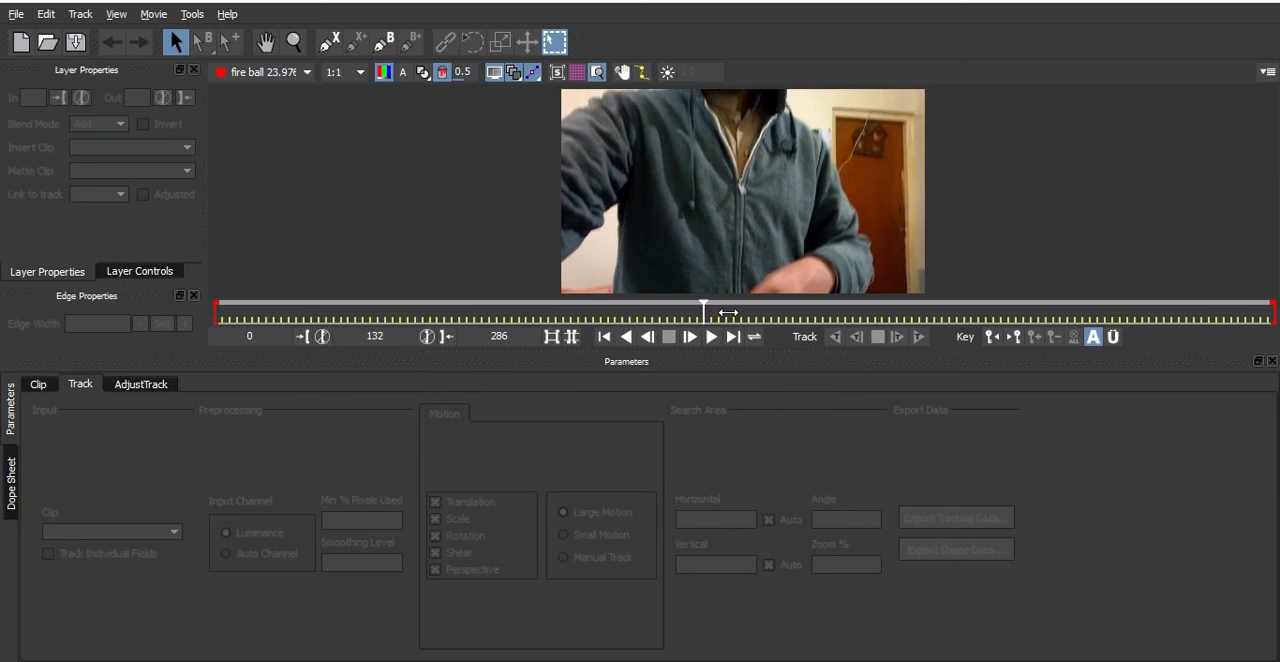 File Edit Track View Movie Tools Help
Layer Properties
fire ball 23.976 1:1 A 0.5 1.0
In Out
Blend Mode Add Invert
Insert Clip
Matte Clip
Link to track Adjusted
Layer Properties Layer Controls
Edge Properties
Edge Width Set
0 132 286 Track Key A Ü
Parameters
Clip Track AdjustTrack
Parameters
Dope Sheet
Input Preprocessing Motion Search Area Export Data
Input Channel Min % Pixels Used
Clip
Luminance
Smoothing Level
Track Individual Fields
Auto Channel
Translation
Scale
Rotation
Shear
Perspective
Large Motion
Small Motion
Manual Track
Horizontal Angle
Auto
Vertical Zoom %
Auto
Export Tracking Data...
Export Shape Data...